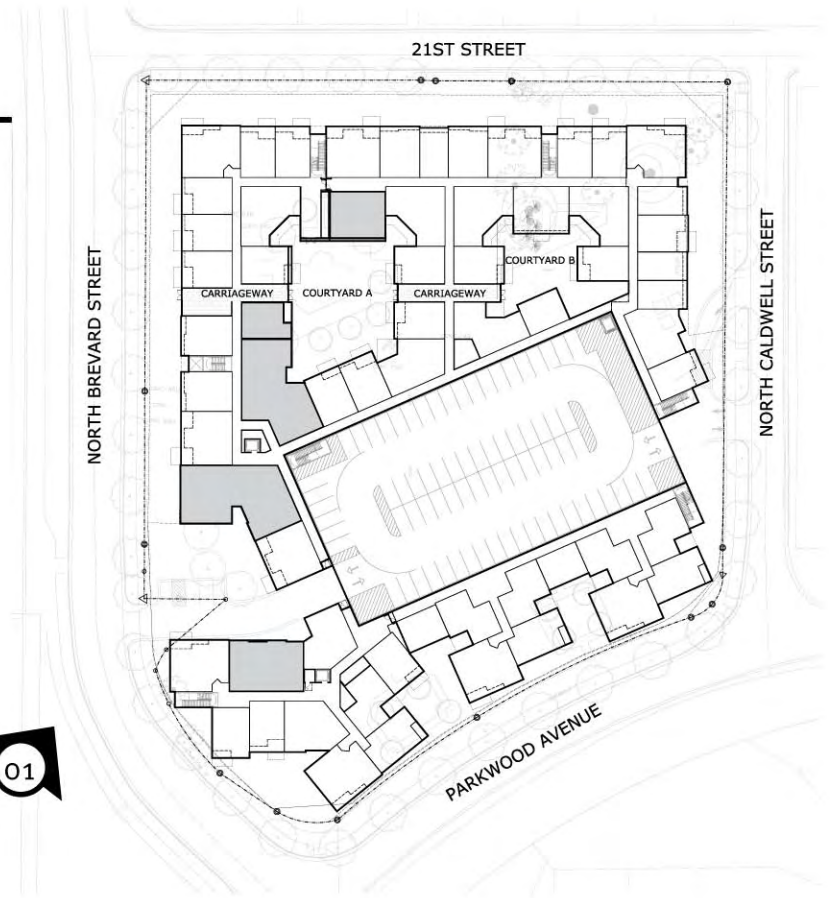 21ST STREET
NORTH BREVARD STREET
NORTH CALDWELL STREET
COURTYARD B
CARRIAGEWAY
COURTYARD A
CARRIAGEWAY
PARKWOOD AVENUE
01